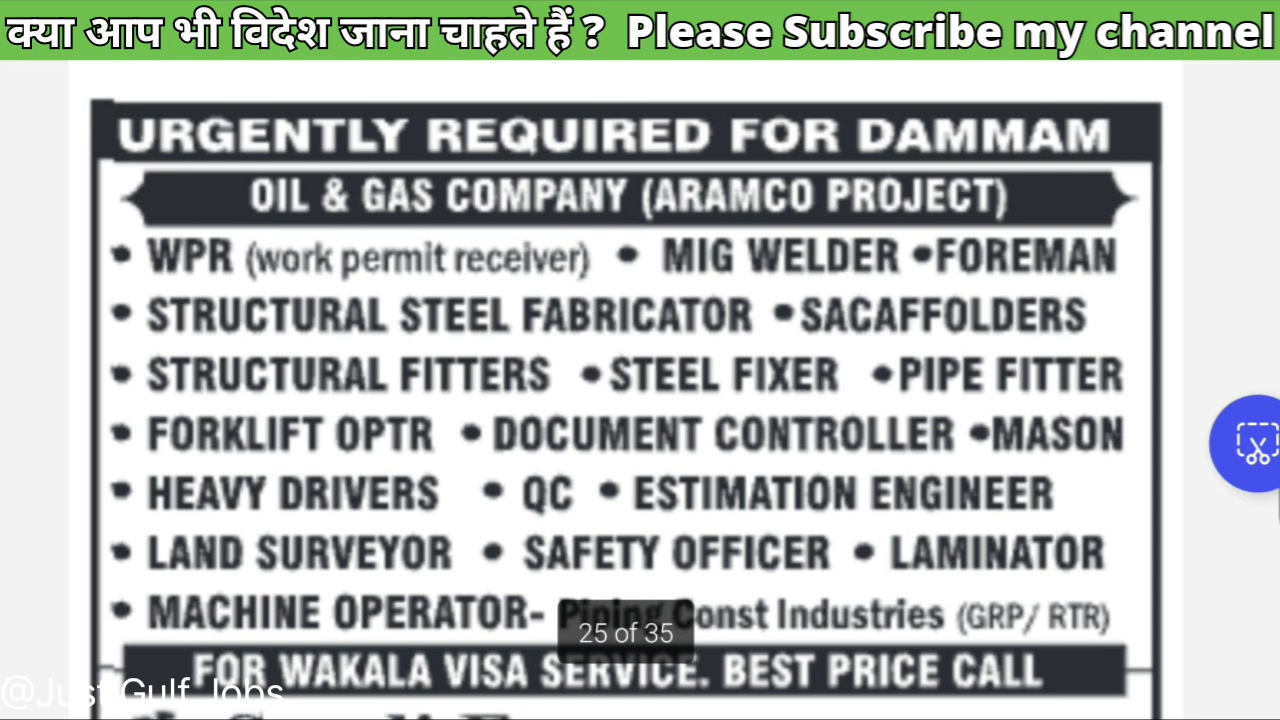 क्या आप भी विदेश जाना चाहते हैं ? Please Subscribe my channel
URGENTLY REQUIRED FOR DAMMAM
OIL & GAS COMPANY (ARAMCO PROJECT)
• WPR (work permit receiver) • MIG WELDER •FOREMAN
• STRUCTURAL STEEL FABRICATOR •SACAFFOLDERS
• STRUCTURAL FITTERS •STEEL FIXER •PIPE FITTER
• FORKLIFT OPTR • DOCUMENT CONTROLLER •MASON
• HEAVY DRIVERS • QC • ESTIMATION ENGINEER
• LAND SURVEYOR • SAFETY OFFICER • LAMINATOR
• MACHINE OPERATOR- Piping Const Industries (GRP/ RTR)
25 of 35
FOR WAKALA VISA SERVICE. BEST PRICE CALL
@Just Gulf Jobs